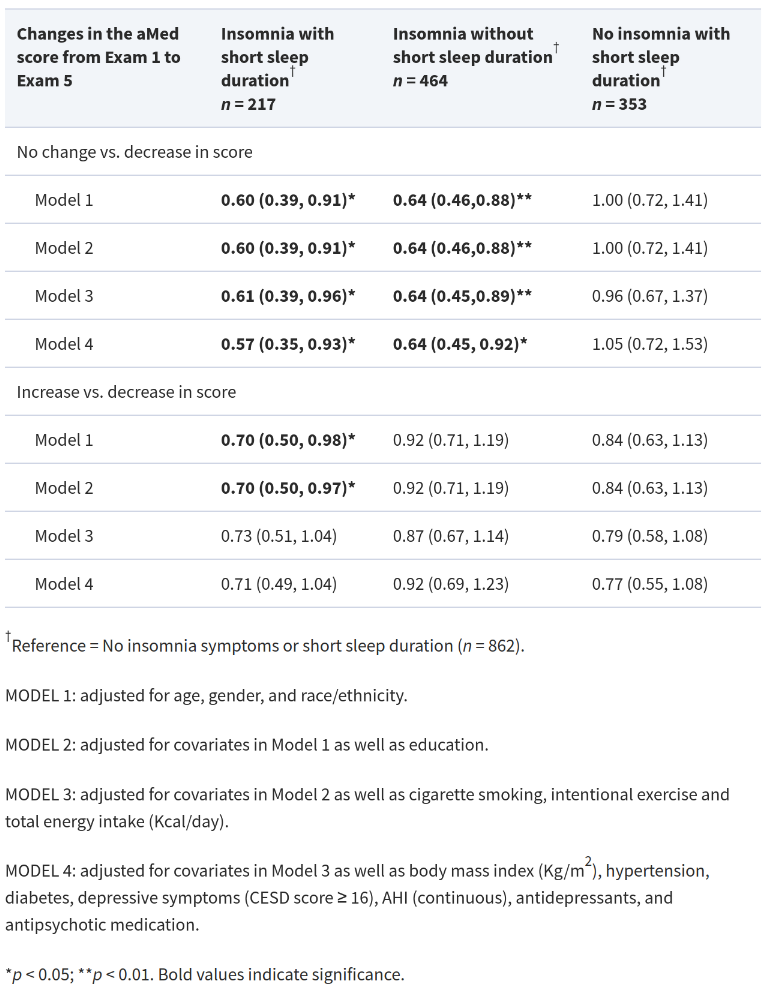 Changes in the aMed score from Exam 1 to Exam 5 | Insomnia with short sleep duration† n = 217 | Insomnia without short sleep duration† n = 464 | No insomnia with short sleep duration† n = 353
No change vs. decrease in score
Model 1 | 0.60 (0.39, 0.91)* | 0.64 (0.46,0.88)** | 1.00 (0.72, 1.41)
Model 2 | 0.60 (0.39, 0.91)* | 0.64 (0.46,0.88)** | 1.00 (0.72, 1.41)
Model 3 | 0.61 (0.39, 0.96)* | 0.64 (0.45,0.89)** | 0.96 (0.67, 1.37)
Model 4 | 0.57 (0.35, 0.93)* | 0.64 (0.45, 0.92)* | 1.05 (0.72, 1.53)
Increase vs. decrease in score
Model 1 | 0.70 (0.50, 0.98)* | 0.92 (0.71, 1.19) | 0.84 (0.63, 1.13)
Model 2 | 0.70 (0.50, 0.97)* | 0.92 (0.71, 1.19) | 0.84 (0.63, 1.13)
Model 3 | 0.73 (0.51, 1.04) | 0.87 (0.67, 1.14) | 0.79 (0.58, 1.08)
Model 4 | 0.71 (0.49, 1.04) | 0.92 (0.69, 1.23) | 0.77 (0.55, 1.08)
†Reference = No insomnia symptoms or short sleep duration (n = 862).
MODEL 1: adjusted for age, gender, and race/ethnicity.
MODEL 2: adjusted for covariates in Model 1 as well as education.
MODEL 3: adjusted for covariates in Model 2 as well as cigarette smoking, intentional exercise and
total energy intake (Kcal/day).
MODEL 4: adjusted for covariates in Model 3 as well as body mass index (Kg/m²), hypertension,
diabetes, depressive symptoms (CESD score ≥ 16), AHI (continuous), antidepressants, and
antipsychotic medication.
*p < 0.05; **p < 0.01. Bold values indicate significance.